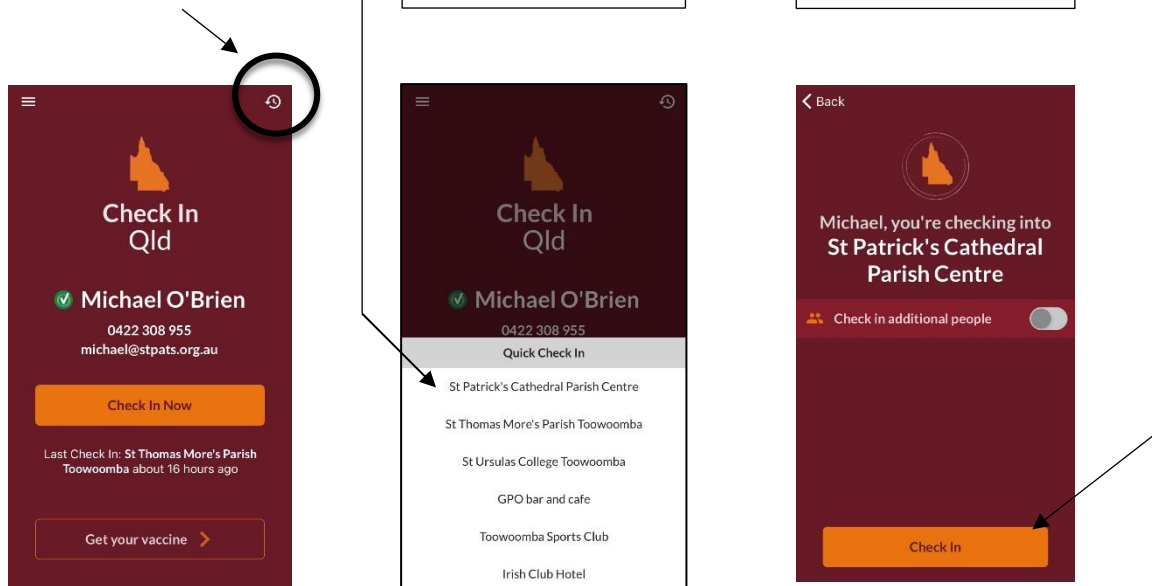 Check In
Qld
Michael O'Brien
0422 308 955
michael@stpats.org.au
Check In Now
Last Check In: St Thomas More's Parish
Toowoomba about 16 hours ago
Get your vaccine
Check In
Qld
Michael O'Brien
0422 308 955
Quick Check In
St Patrick's Cathedral Parish Centre
St Thomas More's Parish Toowoomba
St Ursulas College Toowoomba
GPO bar and cafe
Toowoomba Sports Club
Irish Club Hotel
Back
Michael, you're checking into
St Patrick's Cathedral
Parish Centre
Check in additional people
Check In